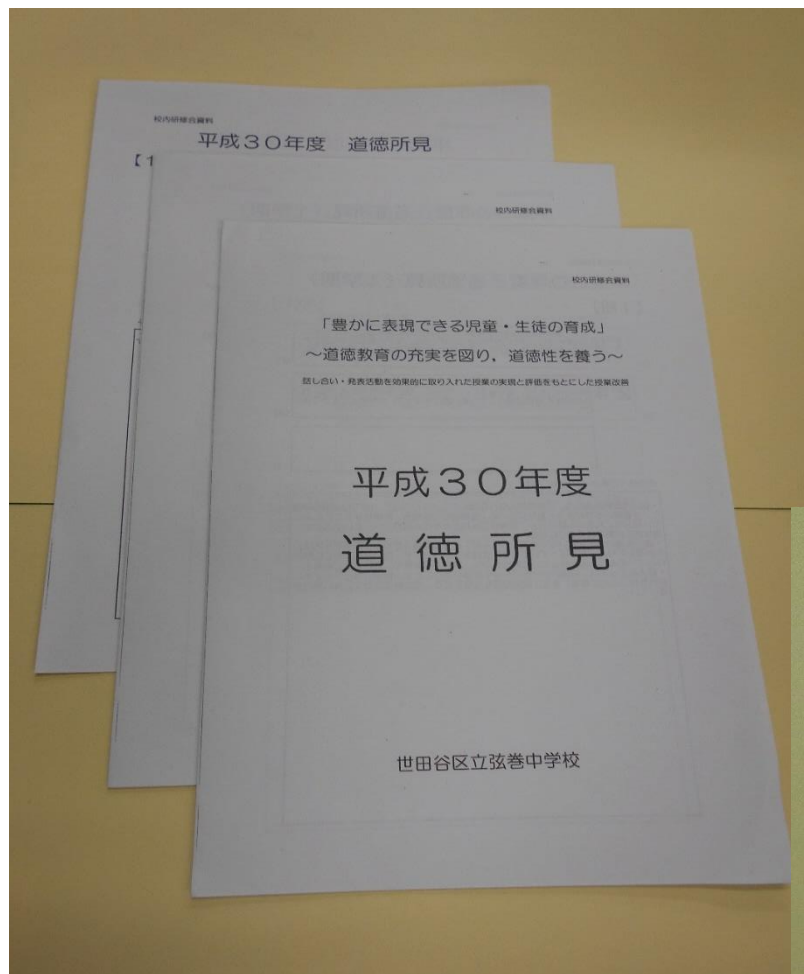 校内研修会資料
平成30年度 道徳所見
【1
校内研修会資料
校内研修会資料
「豊かに表現できる児童・生徒の育成」
～道徳教育の充実を図り，道徳性を養う～
話し合い・発表活動を効果的に取り入れた授業の実現と評価をもとにした授業改善
平成３０年度
道徳所見
世田谷区立弦巻中学校